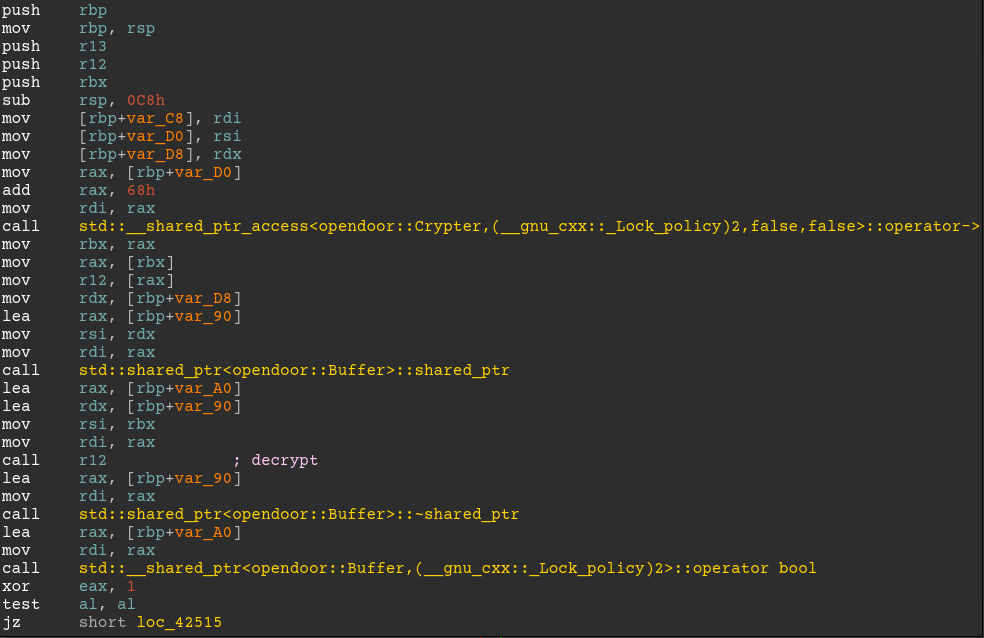 push rbp
mov rbp, rsp
push r13
push r12
push rbx
sub rsp, 0C8h
mov [rbp+var_C8], rdi
mov [rbp+var_D0], rsi
mov [rbp+var_D8], rdx
mov rax, [rbp+var_D0]
add rax, 68h
mov rdi, rax
call std::__shared_ptr_access<opendoor::Crypter,(__gnu_cxx::_Lock_policy)2,false,false>::operator->
mov rbx, rax
mov rax, [rbx]
mov r12, [rax]
mov rdx, [rbp+var_D8]
lea rax, [rbp+var_90]
mov rsi, rdx
mov rdi, rax
call std::shared_ptr<opendoor::Buffer>::shared_ptr
lea rax, [rbp+var_A0]
lea rdx, [rbp+var_90]
mov rsi, rbx
mov rdi, rax
call r12 ; decrypt
lea rax, [rbp+var_90]
mov rdi, rax
call std::shared_ptr<opendoor::Buffer>::~shared_ptr
lea rax, [rbp+var_A0]
mov rdi, rax
call std::__shared_ptr<opendoor::Buffer,(__gnu_cxx::_Lock_policy)2>::operator bool
xor eax, 1
test al, al
jz short loc_42515